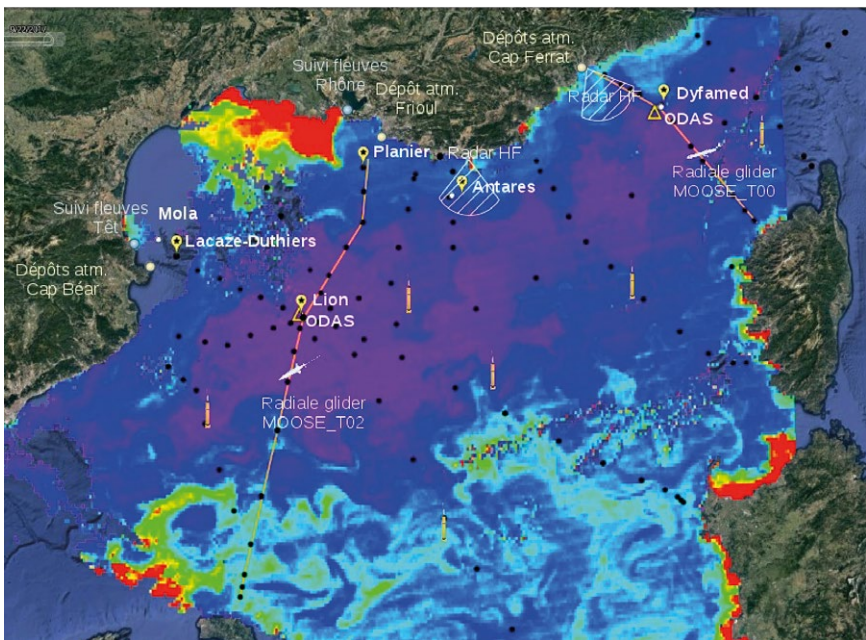 Dépôts atm.
Cap Ferrat
Suivi fleuves
Rhône
Dépôt atm.
Frioul
Radar HF
Dyfamed
ODAS
Planier
Radar HF
Antares
Radiale glider
MOOSE_T00
Suivi fleuves
Têt
Mola
Lacaze-Duthiers
Dépôts atm.
Cap Béar
Lion
ODAS
Radiale glider
MOOSE_T02